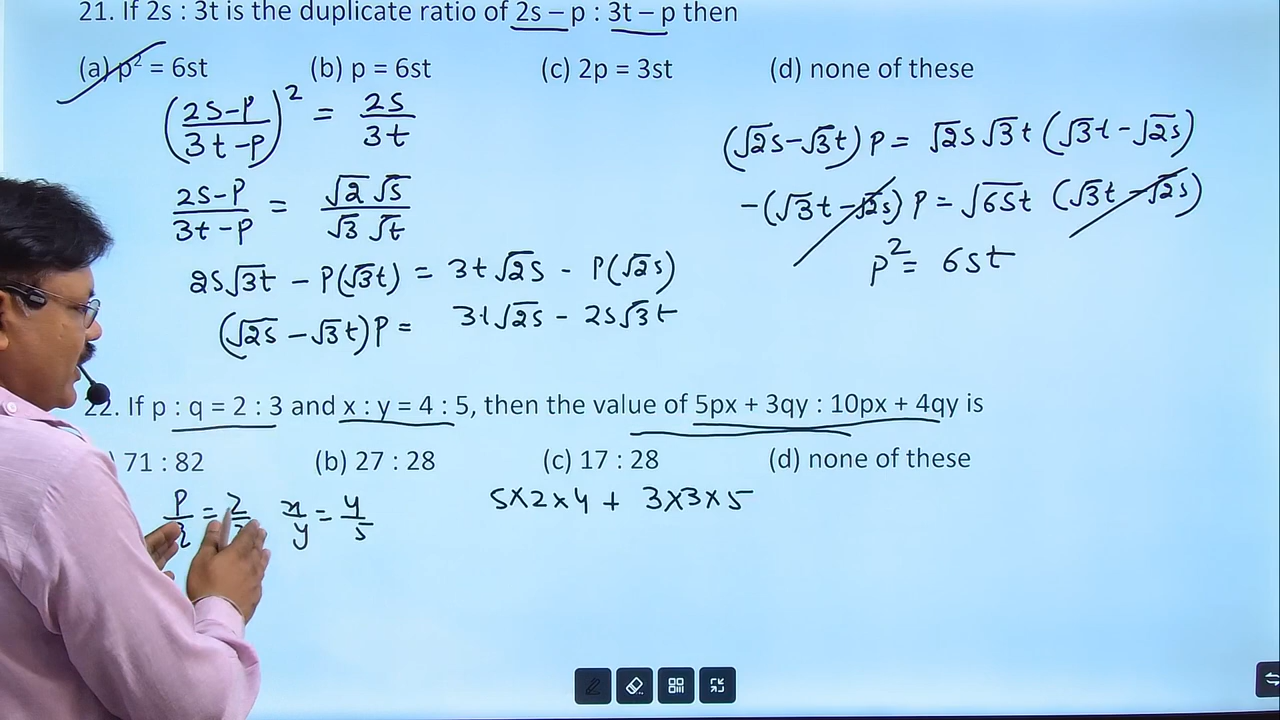 21. If 2s : 3t is the duplicate ratio of 2s – p : 3t – p then
(a) p² = 6st (b) p = 6st (c) 2p = 3st (d) none of these
((2s-p)/(3t-p))² = 2s/3t
(2s-p)/(3t-p) = √2 √s / √3 √t
2s√3t - p(√3t) = 3t√2s - p(√2s)
(√2s - √3t)p = 3t√2s - 2s√3t
(√2s-√3t)p = √2s√3t (√3t-√2s)
-(√3t-√2s) p = √6st (√3t-√2s)
p² = 6st
22. If p : q = 2 : 3 and x : y = 4 : 5, then the value of 5px + 3qy : 10px + 4qy is
) 71 : 82 (b) 27 : 28 (c) 17 : 28 (d) none of these
p/q = 2/ x/y = 4/5 5×2×4 + 3×3×5